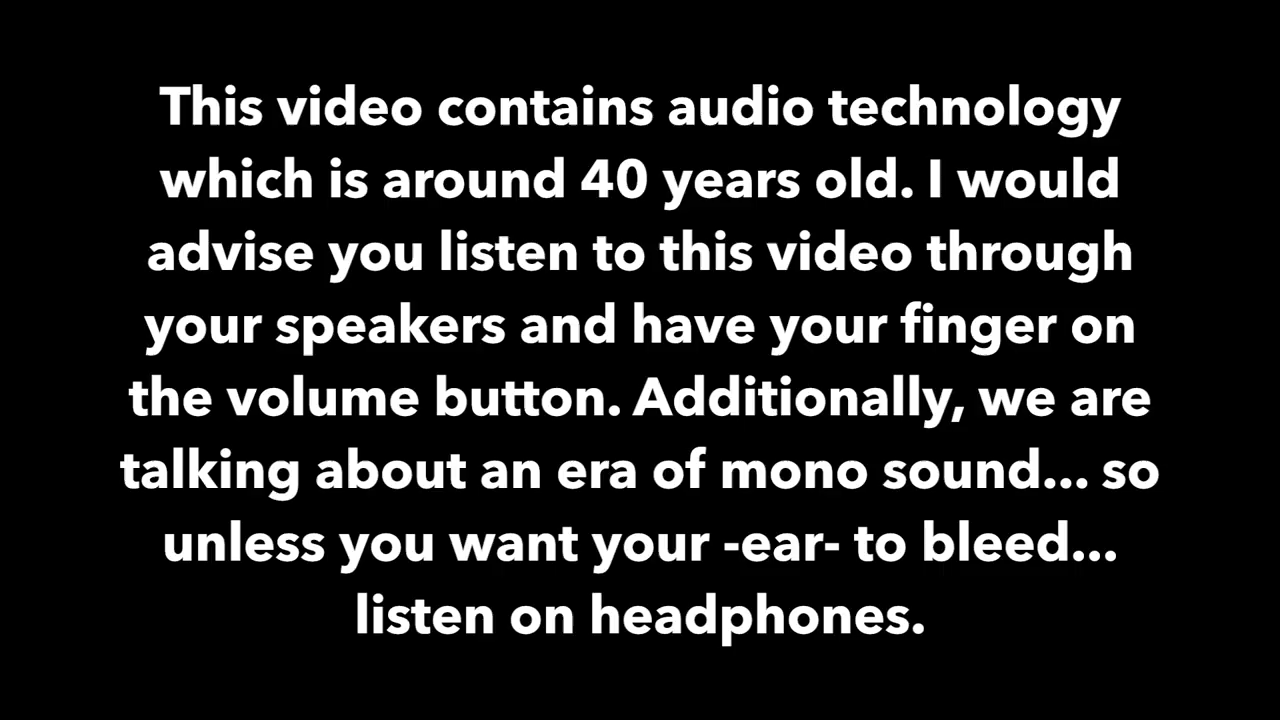 This video contains audio technology
which is around 40 years old. I would
advise you listen to this video through
your speakers and have your finger on
the volume button. Additionally, we are
talking about an era of mono sound... so
unless you want your -ear- to bleed...
listen on headphones.